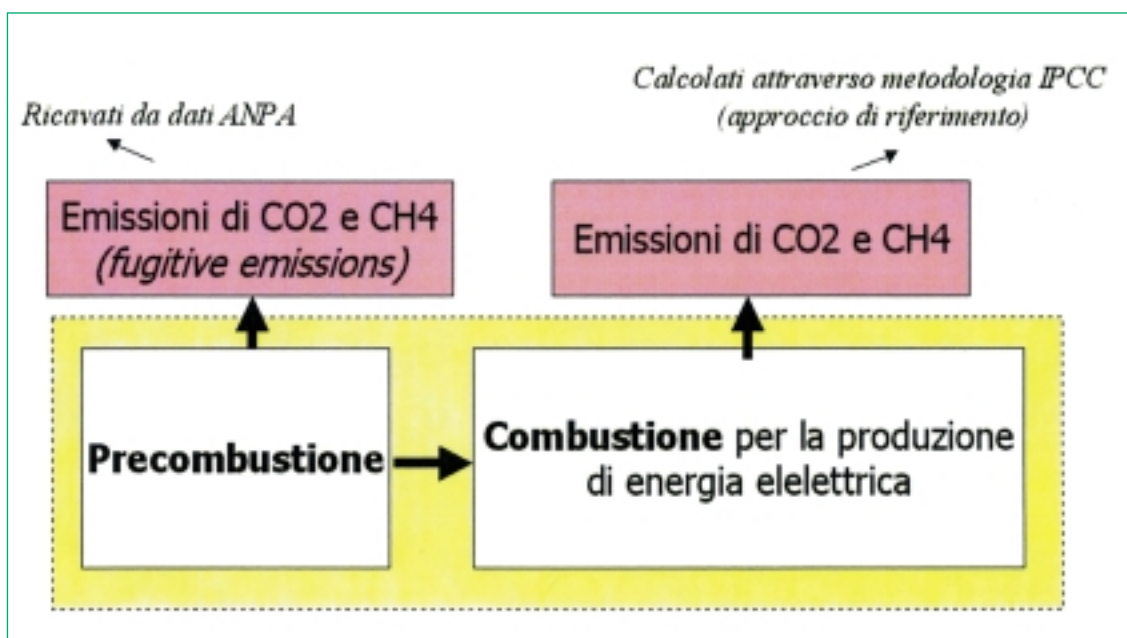 Ricavati da dati ANPA
Calcolati attraverso metodologia IPCC
(approccio di riferimento)
Emissioni di CO2 e CH4
(fugitive emissions)
Emissioni di CO2 e CH4
Precombustione
Combustione per la produzione
di energia elelettrica